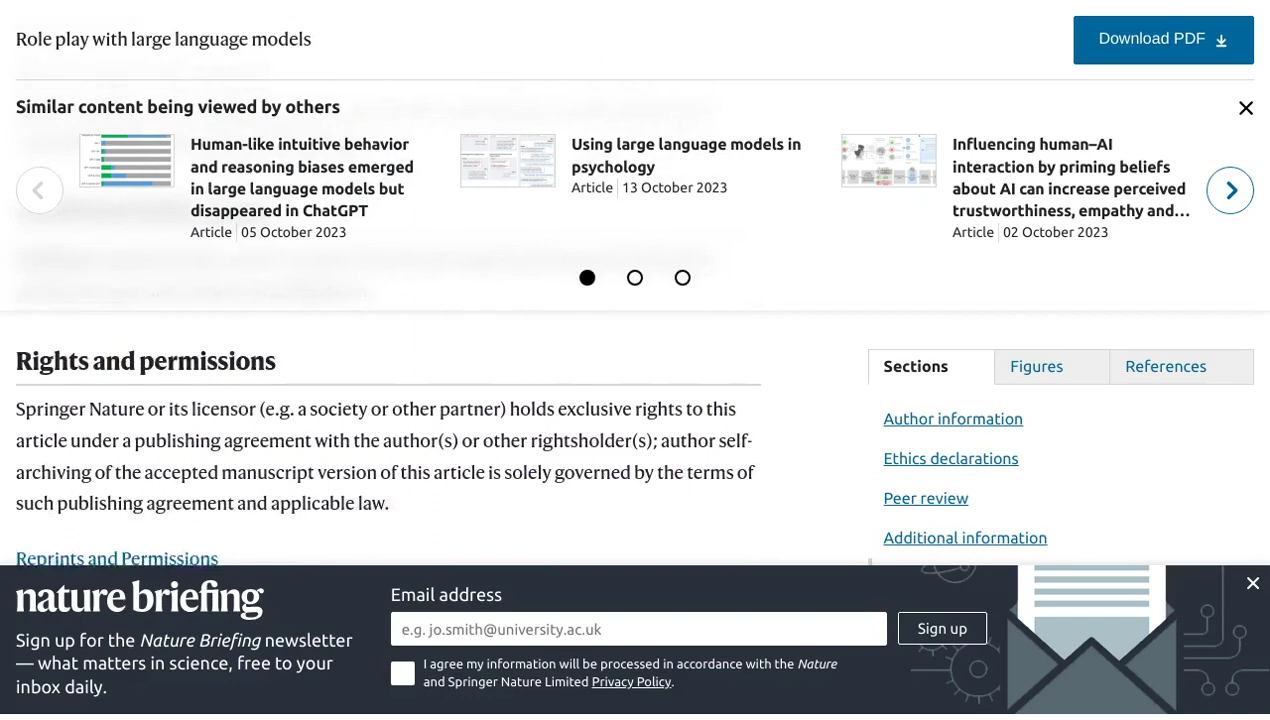 Role play with large language models
Download PDF
Similar content being viewed by others
Human-like intuitive behavior
and reasoning biases emerged
in large language models but
disappeared in ChatGPT
Article 05 October 2023
Using large language models in
psychology
Article 13 October 2023
Influencing human–AI
interaction by priming beliefs
about AI can increase perceived
trustworthiness, empathy and…
Article 02 October 2023
Rights and permissions
Springer Nature or its licensor (e.g. a society or other partner) holds exclusive rights to this
article under a publishing agreement with the author(s) or other rightsholder(s); author self-
archiving of the accepted manuscript version of this article is solely governed by the terms of
such publishing agreement and applicable law.
Reprints and Permissions
Sections
Figures
References
Author information
Ethics declarations
Peer review
Additional information
nature briefing
Sign up for the Nature Briefing newsletter
— what matters in science, free to your
inbox daily.
Email address
e.g. jo.smith@university.ac.uk
Sign up
I agree my information will be processed in accordance with the Nature
and Springer Nature Limited Privacy Policy.